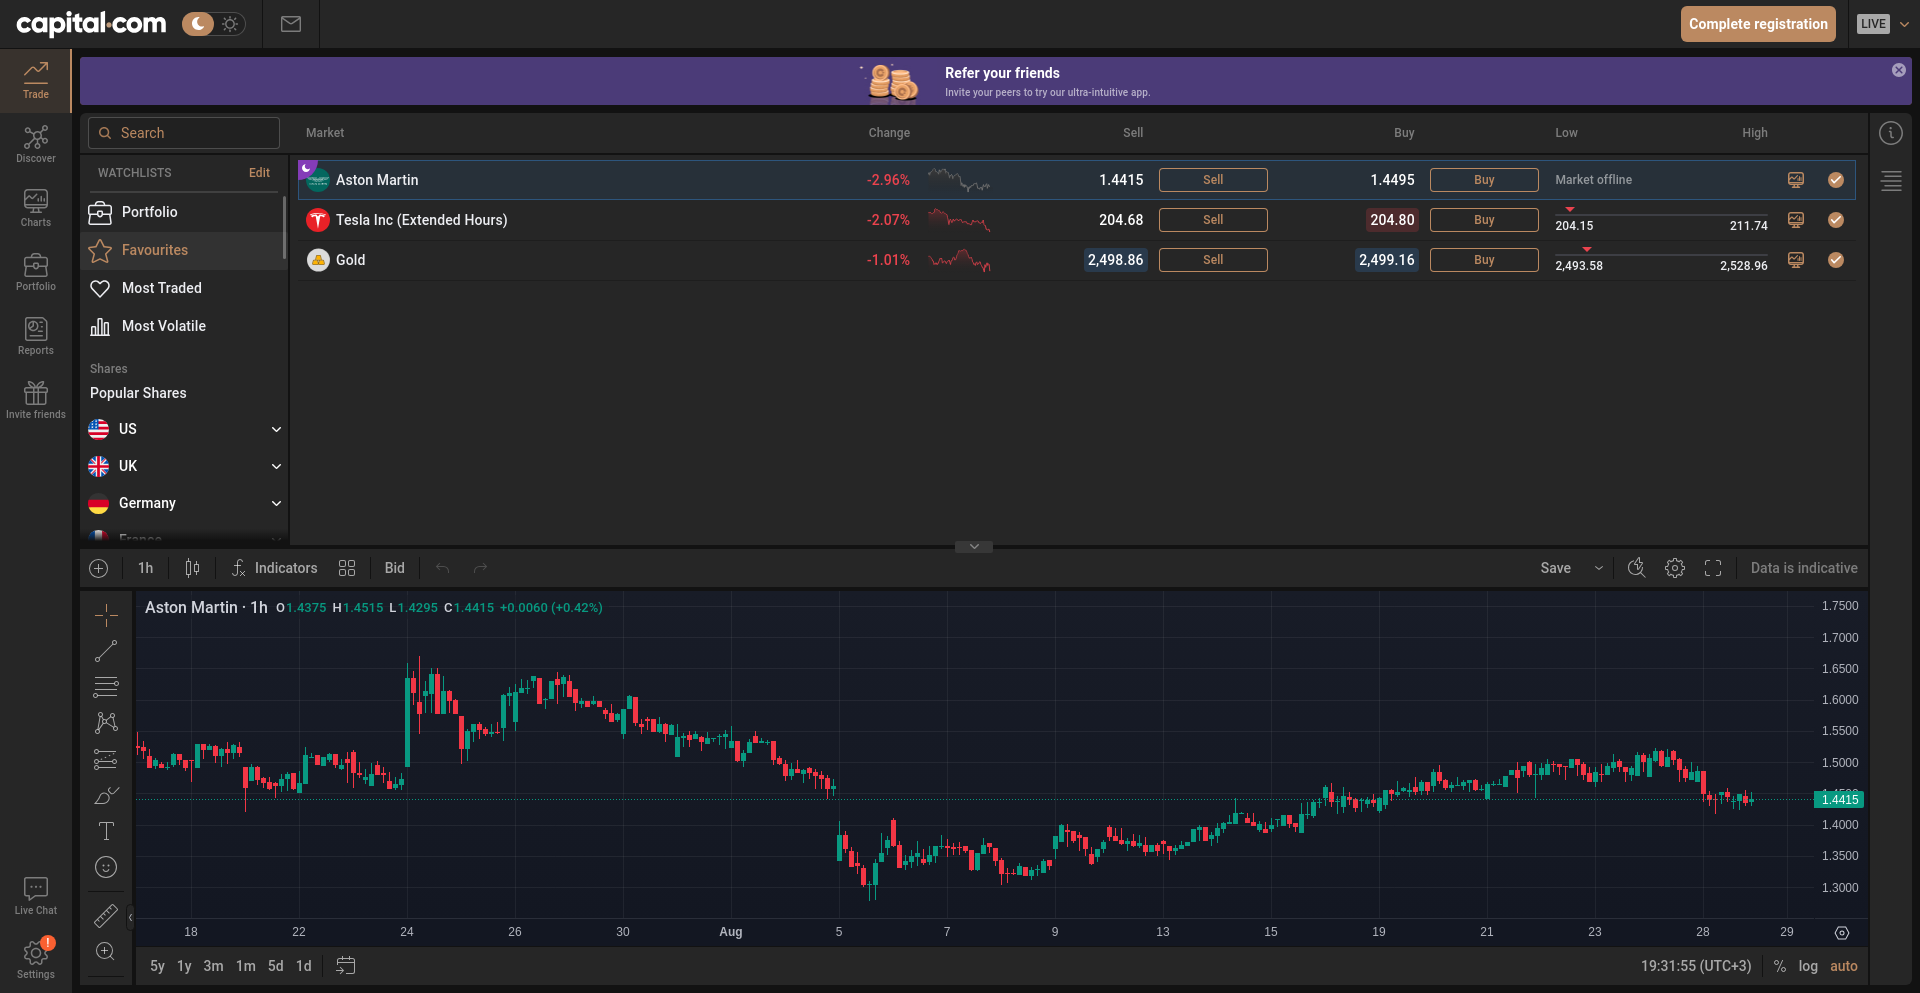 capital.com
Complete registration
LIVE
Refer your friends
Invite your peers to try our ultra-intuitive app.
Trade
Discover
Charts
Portfolio
Reports
Invite friends
Live Chat
Settings
Search
Market Change Sell Buy Low High
WATCHLISTS Edit
Portfolio
Favourites
Most Traded
Most Volatile
Shares
Popular Shares
US
UK
Germany
France
Aston Martin -2.96% 1.4415 Sell 1.4495 Buy Market offline
Tesla Inc (Extended Hours) -2.07% 204.68 Sell 204.80 Buy 204.15 211.74
Gold -1.01% 2,498.86 Sell 2,499.16 Buy 2,493.58 2,528.96
1h Indicators Bid Save Data is indicative
Aston Martin · 1h O1.4375 H1.4515 L1.4295 C1.4415 +0.0060 (+0.42%)
1.7500
1.7000
1.6500
1.6000
1.5500
1.5000
1.4415
1.4000
1.3500
1.3000
18 22 24 26 30 Aug 5 7 9 13 15 19 21 23 28 29
5y 1y 3m 1m 5d 1d 19:31:55 (UTC+3) % log auto